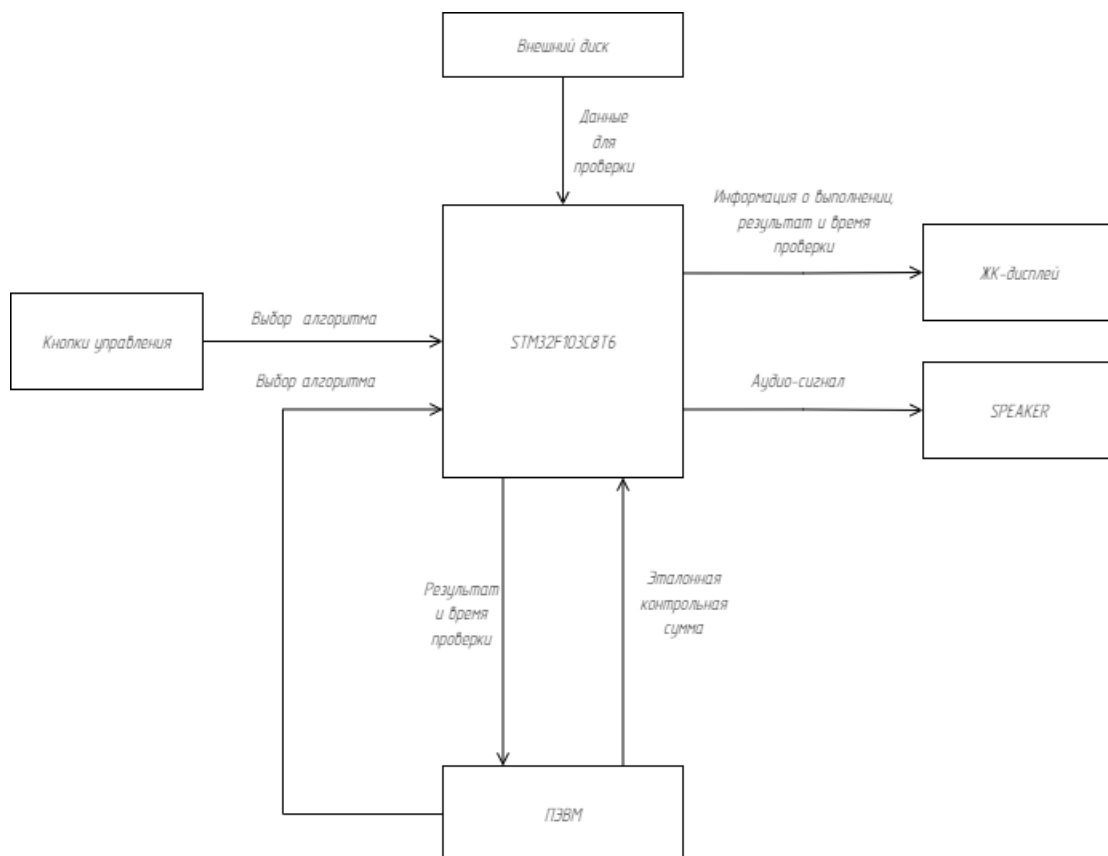 Внешний диск
Данные
для
проверки
Информация о выполнении,
результат и время
проверки
ЖК-дисплей
Кнопки управления
Выбор алгоритма
STM32F103C8T6
Выбор алгоритма
Аудио-сигнал
SPEAKER
Результат
и время
проверки
Эталонная
контрольная
сумма
ПЭВМ